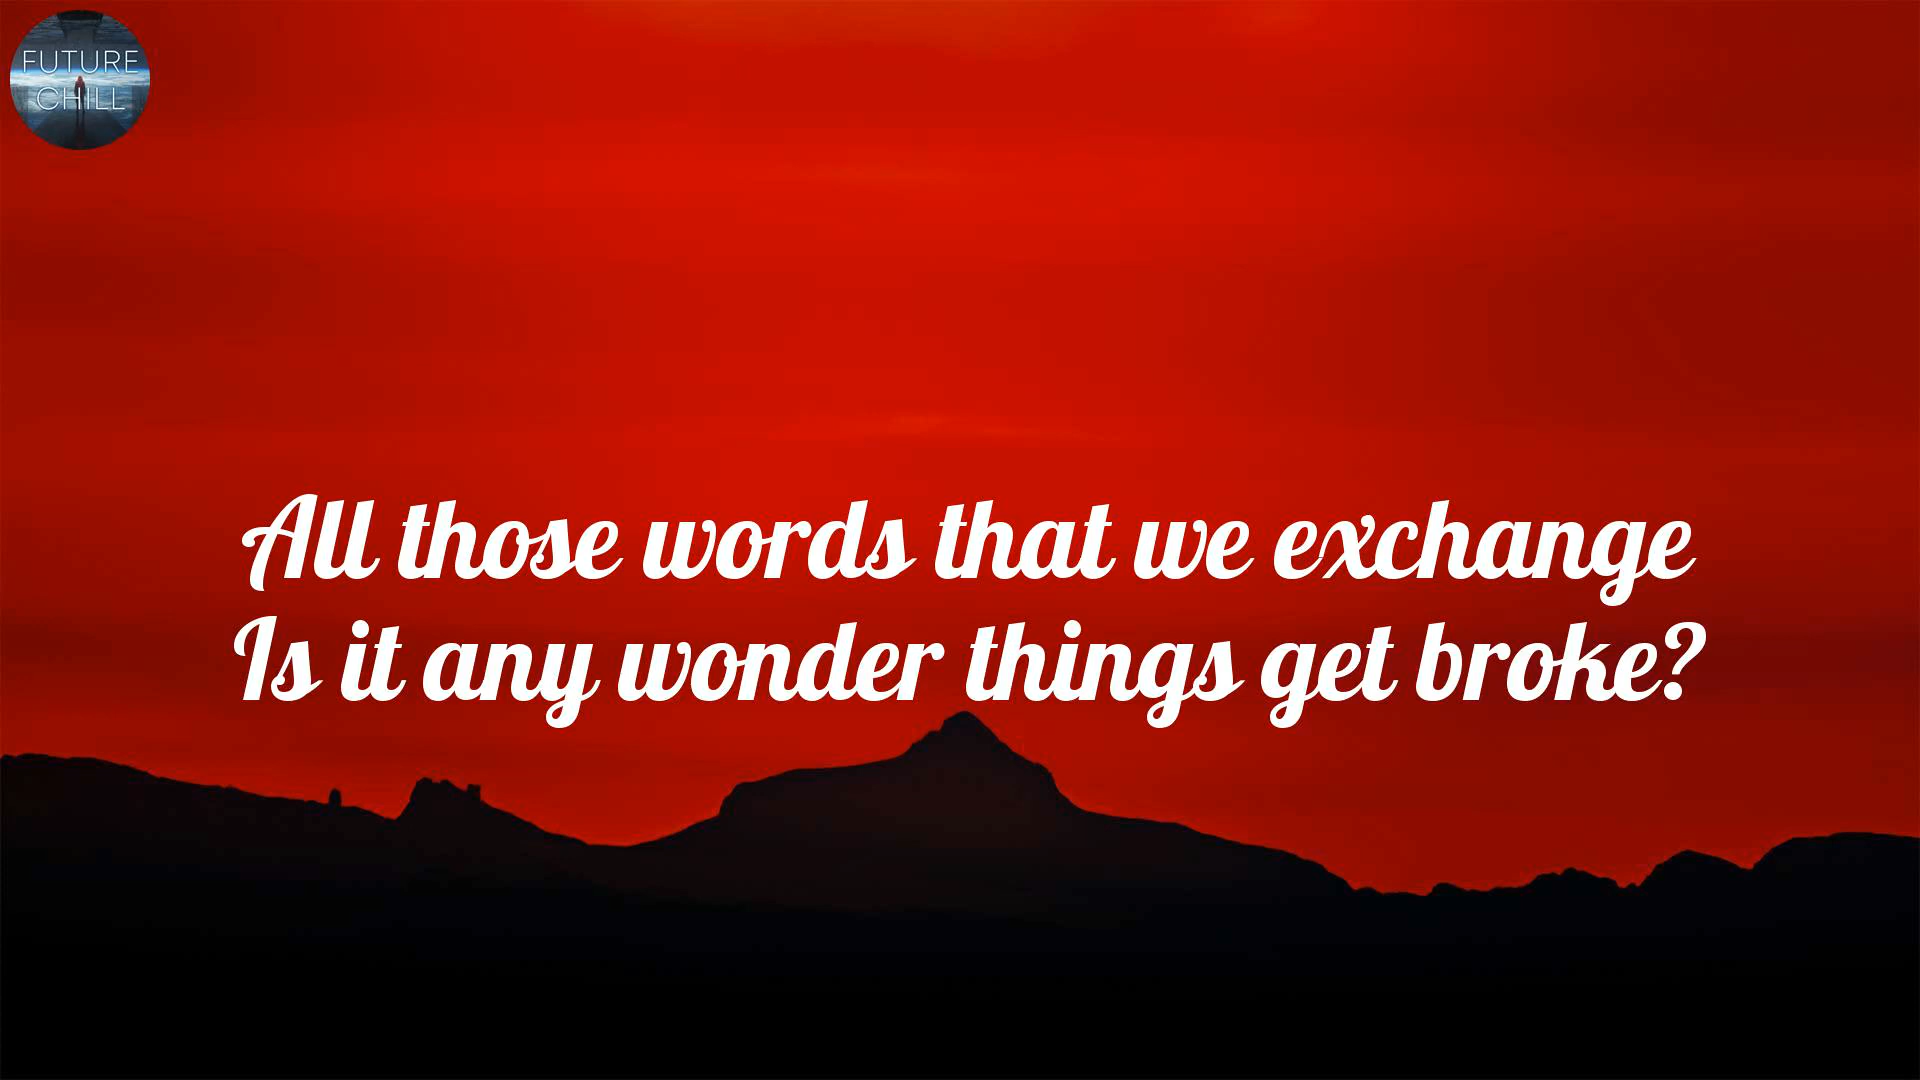 FUTURE
CHILL
All those words that we exchange
Is it any wonder things get broke?